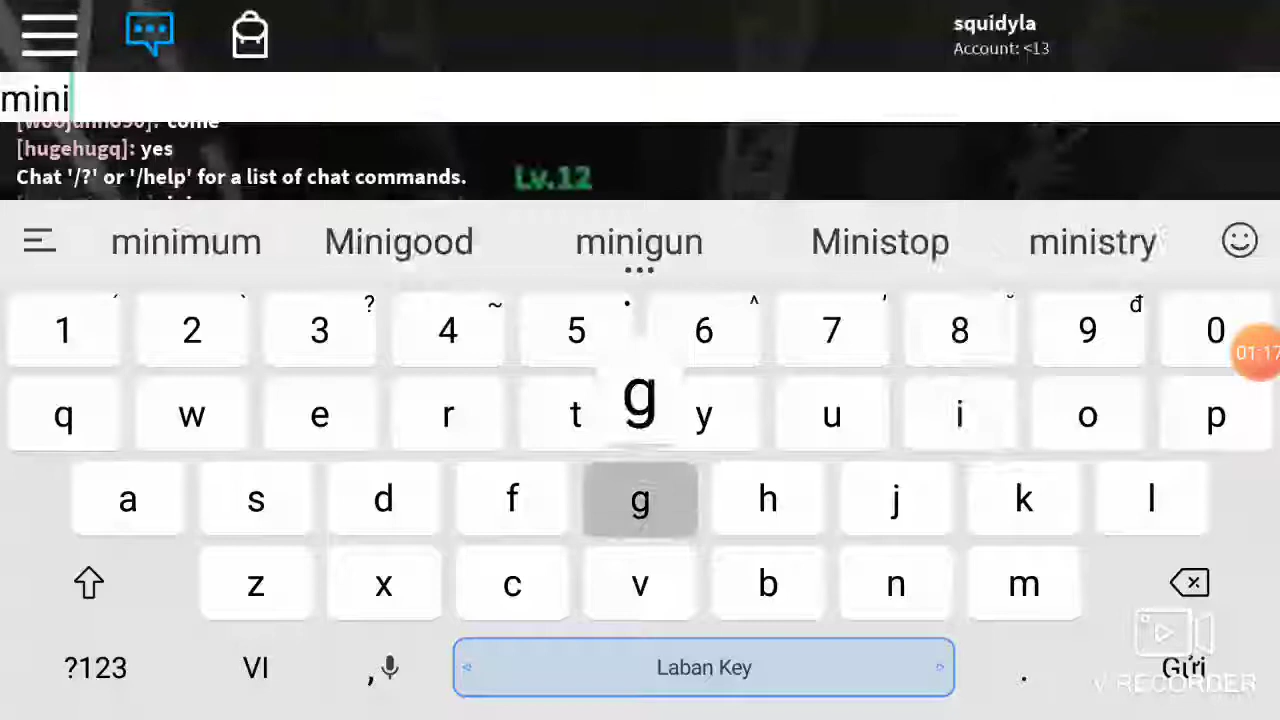 squidyla
Account: <13
mini
come
[hugehugq]: yes
Chat '/?' or '/help' for a list of chat commands.
Lv.12
minimum Minigood minigun Ministop ministry
1 2 3 4 5 6 7 8 9 0
? ~ ^ đ
g
q w e r t y u i o p
01:17
a s d f g h j k l
z x c v b n m
?123 VI , Laban Key . Gửi
V RECORDER